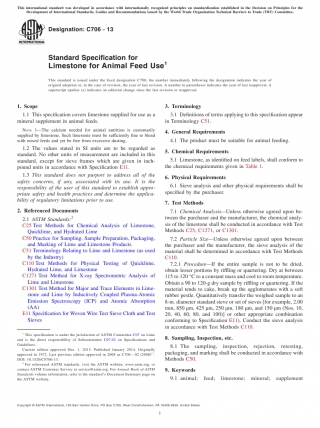 This international standard was developed in accordance with internationally recognized principles on standardization established in the Decision on Principles for the
Development of International Standards, Guides and Recommendations issued by the World Trade Organization Technical Barriers to Trade (TBT) Committee.
Designation: C706 − 13
INTERNATIONAL
Standard Specification for
Limestone for Animal Feed Use1
This standard is issued under the fixed designation C706; the number immediately following the designation indicates the year of
original adoption or, in the case of revision, the year of last revision. A number in parentheses indicates the year of last reapproval. A
superscript epsilon (ε) indicates an editorial change since the last revision or reapproval.
1. Scope
1.1 This specification covers limestone supplied for use as a
mineral supplement in animal feeds.
NOTE 1—The calcium needed for animal nutrition is customarily
supplied by limestone. Such limestone must be sufficiently fine to blend
with mixed feeds and yet be free from excessive dusting.
1.2 The values stated in SI units are to be regarded as
standard. No other units of measurement are included in this
standard, except for sieve frames which are given in inch-
pound units in accordance with Specification E11.
1.3 This standard does not purport to address all of the
safety concerns, if any, associated with its use. It is the
responsibility of the user of this standard to establish appro-
priate safety and health practices and determine the applica-
bility of regulatory limitations prior to use.
2. Referenced Documents
2.1 ASTM Standards:2
C25 Test Methods for Chemical Analysis of Limestone,
Quicklime, and Hydrated Lime
C50 Practice for Sampling, Sample Preparation, Packaging,
and Marking of Lime and Limestone Products
C51 Terminology Relating to Lime and Limestone (as used
by the Industry)
C110 Test Methods for Physical Testing of Quicklime,
Hydrated Lime, and Limestone
C1271 Test Method for X-ray Spectrometric Analysis of
Lime and Limestone
C1301 Test Method for Major and Trace Elements in Lime-
stone and Lime by Inductively Coupled Plasma-Atomic
Emission Spectroscopy (ICP) and Atomic Absorption
(AA)
E11 Specification for Woven Wire Test Sieve Cloth and Test
Sieves
1 This specification is under the jurisdiction of ASTM Committee C07 on Lime
and is the direct responsibility of Subcommittee C07.02 on Specifications and
Guidelines.
Current edition approved Dec. 1, 2013. Published January 2014. Originally
approved in 1972. Last previous edition approved in 2008 as C706 – 02 (2008)
DOI: 10.1520/C0706-13.
2 For referenced ASTM standards, visit the ASTM website, www.astm.org, or
contact ASTM Customer Service at service@astm.org. For Annual Book of ASTM
Standards volume information, refer to the standard's Document Summary page on
the ASTM website.
3. Terminology
3.1 Definitions of terms applying to this specification appear
in Terminology C51.
4. General Requirements
4.1 The product must be suitable for animal feeding.
5. Chemical Requirements
5.1 Limestone, as identified on feed labels, shall conform to
the chemical requirements given in Table 1.
6. Physical Requirements
6.1 Sieve analysis and other physical requirements shall be
specified by the purchaser.
7. Test Methods
7.1 Chemical Analysis—Unless otherwise agreed upon be-
tween the purchaser and the manufacturer, the chemical analy-
sis of the limestone shall be conducted in accordance with Test
Methods C25, C1271, or C1301.
7.2 Particle Size—Unless otherwise agreed upon between
the purchaser and the manufacturer, the sieve analysis of the
material shall be determined in accordance with Test Methods
C110.
7.2.1 Procedure—If the entire sample is not to be dried,
obtain lesser portions by riffling or quartering. Dry at between
115 to 120 °C to a constant mass and cool to room temperature.
Obtain a 90 to 120-g dry sample by riffling or quartering. If the
material tends to cake, break up the agglomerates with a soft
rubber pestle. Quantitatively transfer the weighed sample to an
8-in. diameter standard sieve or set of sieves [for example, 2.00
mm, 850 µm, 425 µm, 250 µm, 180 µm, and 150 µm (Nos. 10,
20, 40, 60, 80, and 100)] or other appropriate combination
conforming to Specification E11. Conduct the sieve analysis
in accordance with Test Methods C110.
8. Sampling, Inspection, etc.
8.1 The sampling, inspection, rejection, retesting,
packaging, and marking shall be conducted in accordance with
Methods C50.
9. Keywords
9.1 animal; feed; limestone; mineral; supplement
Copyright © ASTM International, 100 Barr Harbor Drive, PO Box C700, West Conshohocken, PA 19428-2959. United States
1